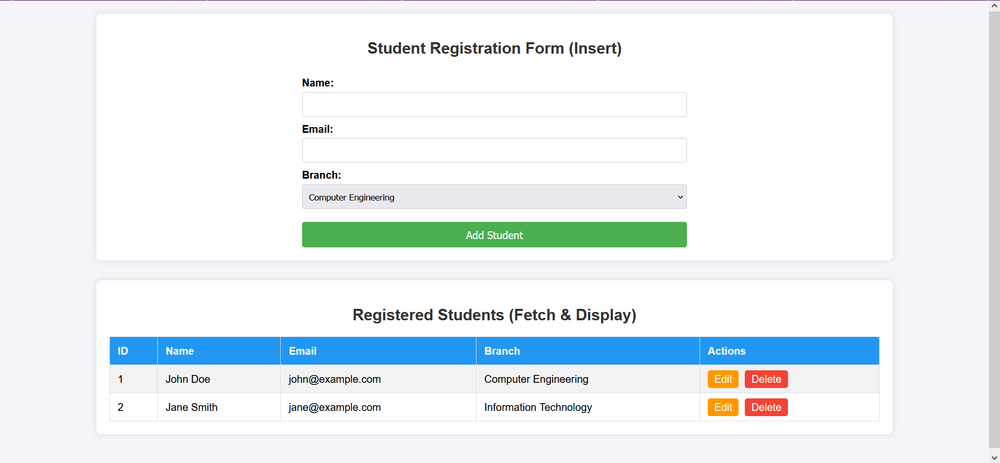 Student Registration Form (Insert)
Name:
Email:
Branch:
Computer Engineering
Add Student
Registered Students (Fetch & Display)
ID Name Email Branch Actions
1 John Doe john@example.com Computer Engineering Edit Delete
2 Jane Smith jane@example.com Information Technology Edit Delete